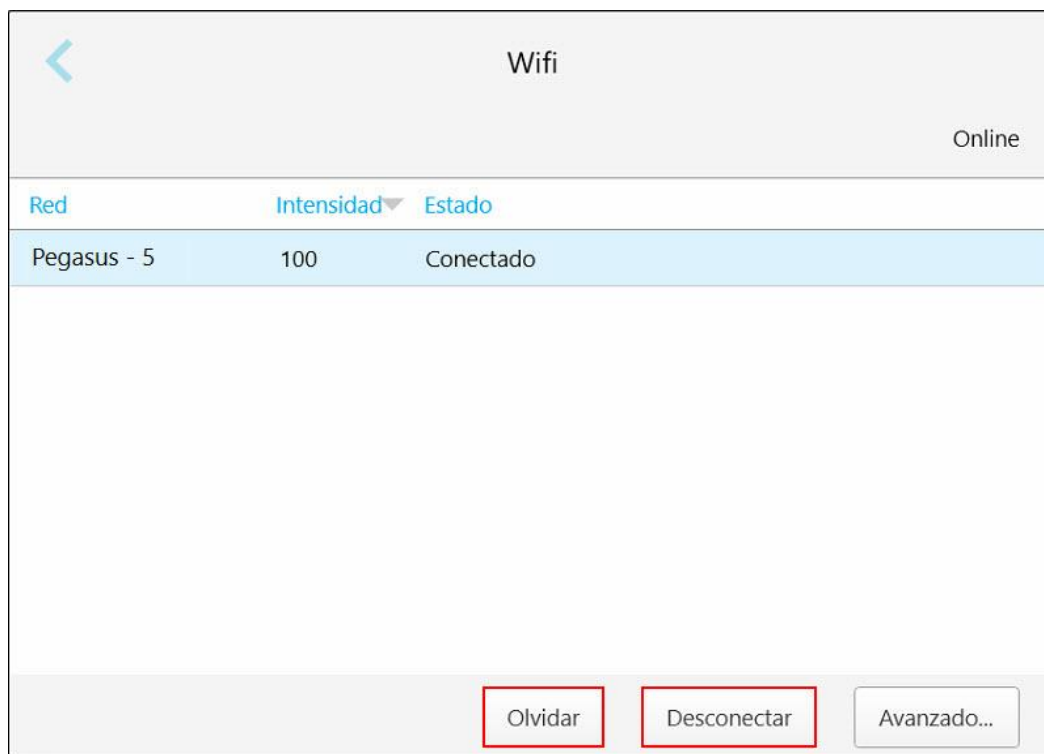 Wifi
Online
Red Intensidad Estado
Pegasus - 5 100 Conectado
Olvidar Desconectar Avanzado...